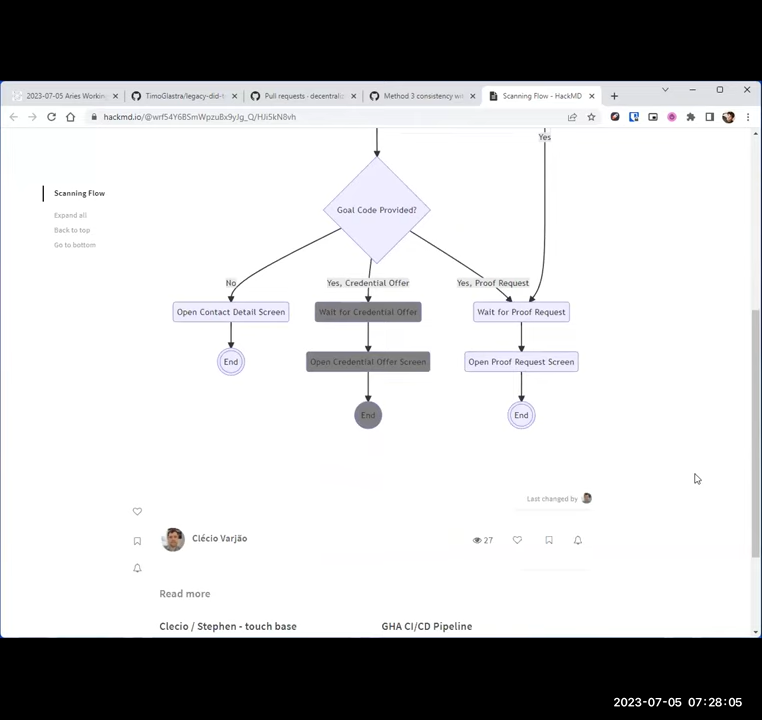 2023-07-05 Aries Workin
TimoGlastra/legacy-did-
Pull requests · decentraliz
Method 3 consistency wit
Scanning Flow - HackMD
hackmd.io/@wrf54Y6BSmWpzuBx9yJg_Q/HJi5kN8vh
Yes
Scanning Flow
Goal Code Provided?
Expand all
Back to top
Go to bottom
No
Yes, Credential Offer
Yes, Proof Request
Open Contact Detail Screen
Wait for Credential Offer
Wait for Proof Request
End
Open Credential Offer Screen
Open Proof Request Screen
End
End
Last changed by
Clécio Varjão
27
Read more
Clecio / Stephen - touch base
GHA CI/CD Pipeline
2023-07-05 07:28:05